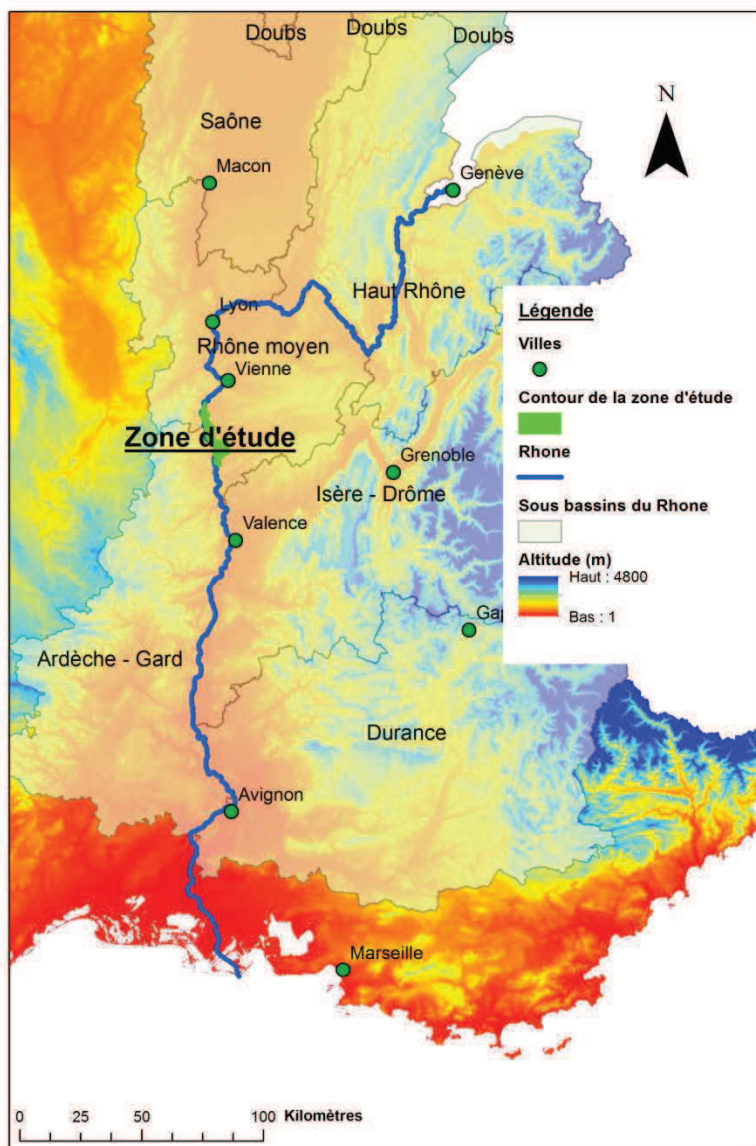 Doubs
Doubs
Doubs
N
Saône
Macon
Genève
Haut Rhône
Lyon
Rhône moyen
Vienne
Zone d'étude
Grenoble
Isère - Drôme
Valence
Ardèche - Gard
Durance
Avignon
Marseille
Légende
Villes
Contour de la zone d'étude
Rhone
Sous bassins du Rhone
Altitude (m)
Haut : 4800
Bas : 1
0 25 50 100 Kilomètres